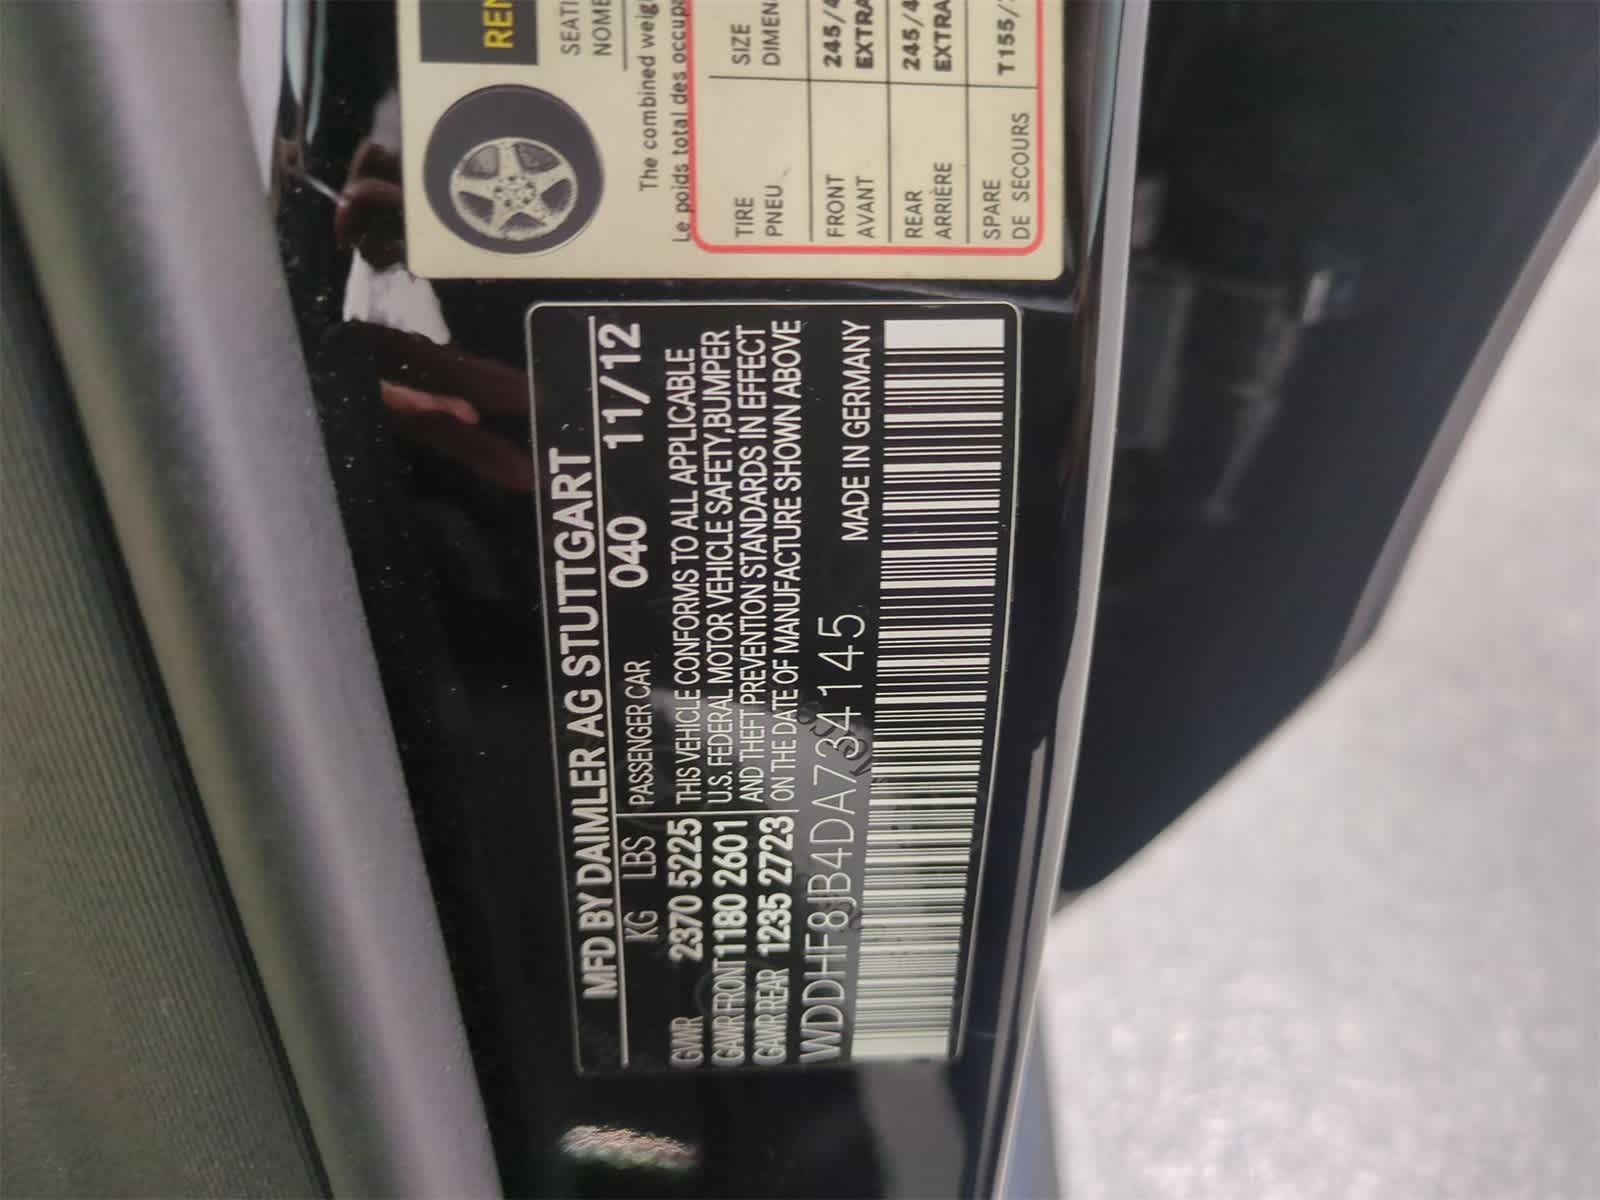 REN
SEATI
NOMB
The combined weig
Le poids total des occupa
TIRE SIZE
PNEU DIMEN
FRONT 245/4
AVANT EXTRA
REAR 245/4
ARRIÈRE EXTRA
SPARE T155/
DE SECOURS
MFD BY DAIMLER AG STUTTGART
KG LBS PASSENGER CAR 040 11/12
GWR 2370 5225 THIS VEHICLE CONFORMS TO ALL APPLICABLE
GAWR FRONT 1180 2601 U.S. FEDERAL MOTOR VEHICLE SAFETY,BUMPER
GAWR REAR 1235 2723 AND THEFT PREVENTION STANDARDS IN EFFECT
ON THE DATE OF MANUFACTURE SHOWN ABOVE
WDDHF8JB4DA734145 MADE IN GERMANY